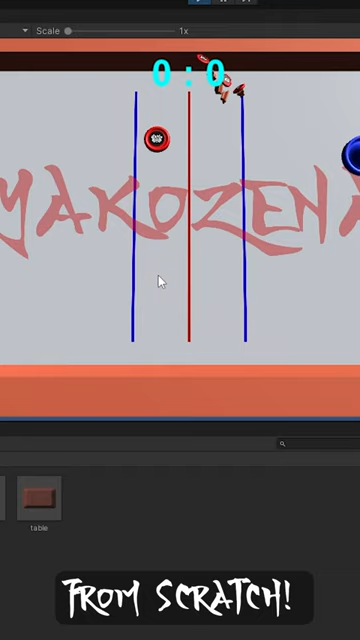 Scale
1x
0 : 0
YAKOZENA
table
FROM SCRATCH!